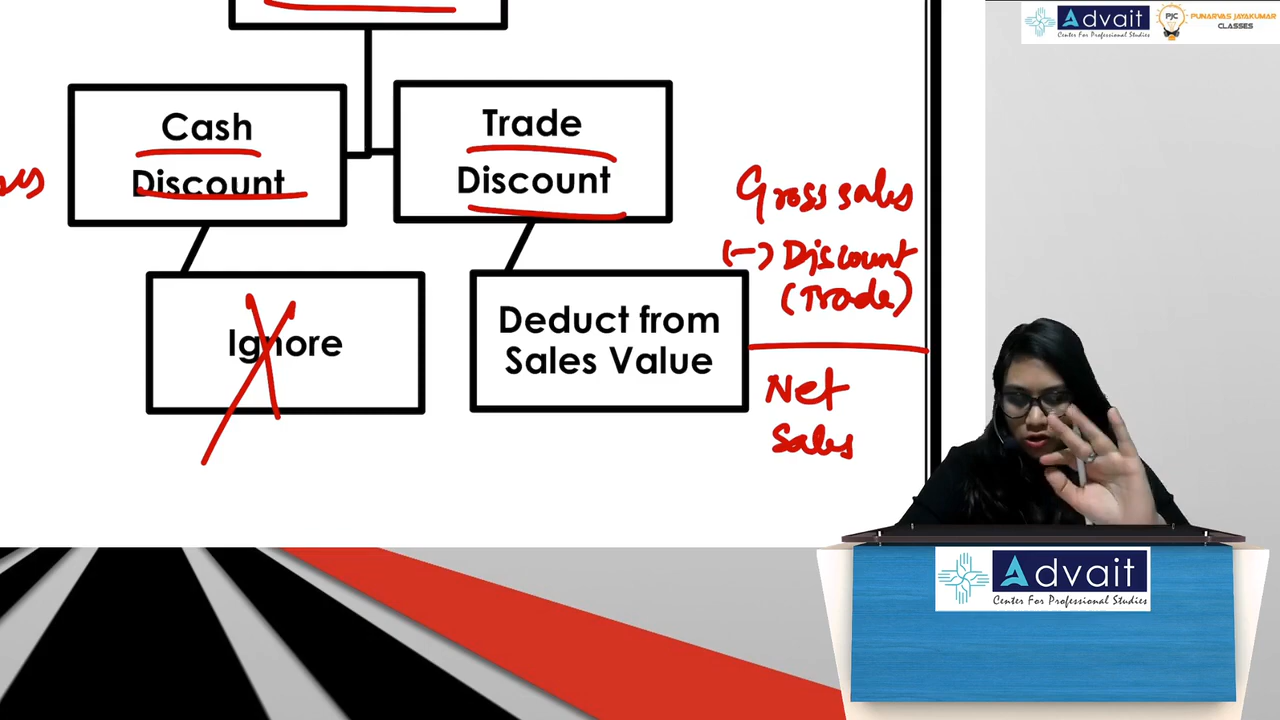 Advait
Center For Professional Studies
PJC
PUNARVAS JAYAKUMAR
CLASSES
Cash
Discount
Trade
Discount
Gross sales
(-) Discount
(Trade)
Ignore
Deduct from
Sales Value
Net
Sales
Advait
Center For Professional Studies